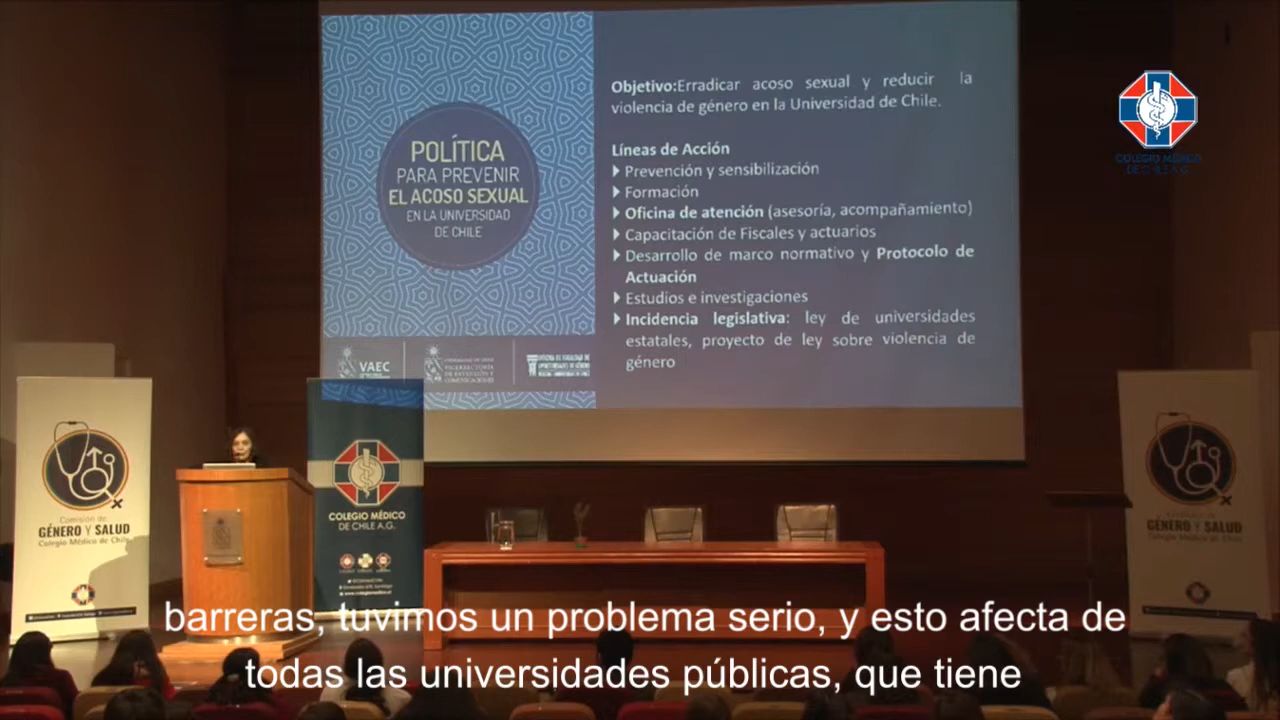 POLÍTICA
PARA PREVENIR
EL ACOSO SEXUAL
EN LA UNIVERSIDAD
DE CHILE
VAEC
Objetivo:Erradicar acoso sexual y reducir la
violencia de género en la Universidad de Chile.
Líneas de Acción
Prevención y sensibilización
Formación
Oficina de atención (asesoría, acompañamiento)
Capacitación de Fiscales y actuarios
Desarrollo de marco normativo y Protocolo de
Actuación
Estudios e investigaciones
Incidencia legislativa: ley de universidades
estatales, proyecto de ley sobre violencia de
género
COLEGIO MÉDICO
DE CHILE A.G.
Comisión de
GÉNERO Y SALUD
Colegio Médico de Chile
COLEGIO MÉDICO
DE CHILE A.G.
Comisión de
GÉNERO Y SALUD
Colegio Médico de Chile
barreras, tuvimos un problema serio, y esto afecta de
todas las universidades públicas, que tiene